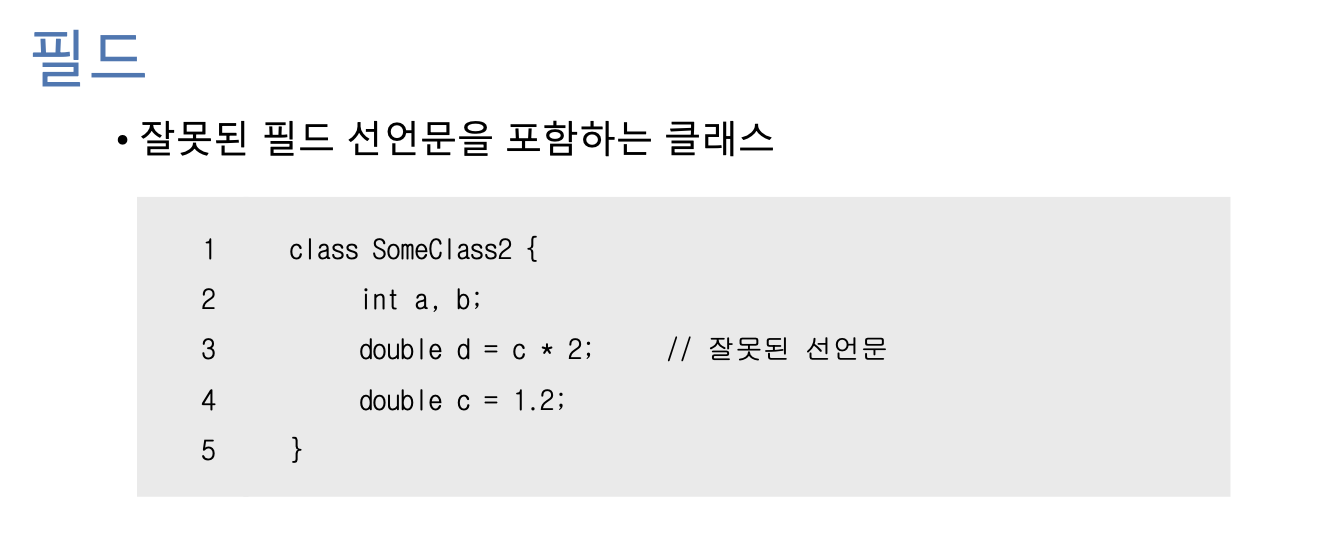 필드
• 잘못된 필드 선언문을 포함하는 클래스
1 class SomeClass2 {
2 int a, b;
3 double d = c * 2; // 잘못된 선언문
4 double c = 1.2;
5 }